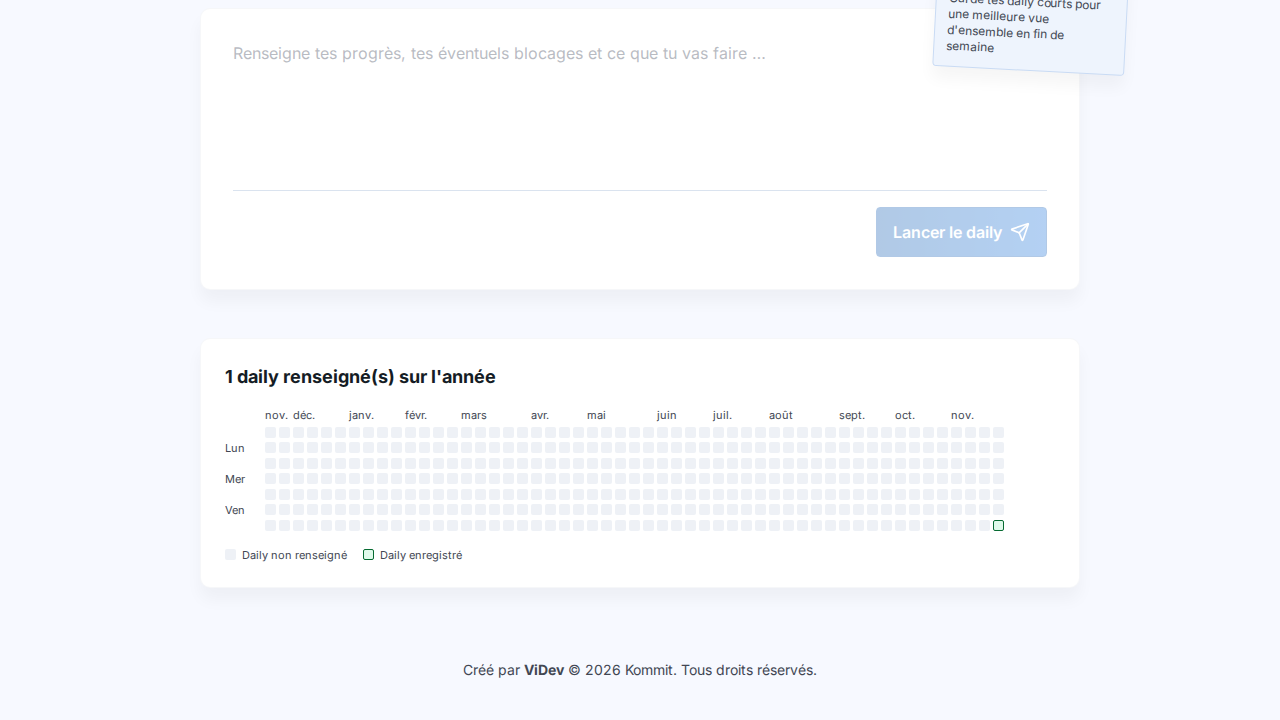 Garde tes daily courts pour
une meilleure vue
d'ensemble en fin de
semaine
Renseigne tes progrès, tes éventuels blocages et ce que tu vas faire ...
Lancer le daily
1 daily renseigné(s) sur l'année
nov. déc. janv. févr. mars avr. mai juin juil. août sept. oct. nov.
Lun
Mer
Ven
Daily non renseigné Daily enregistré
Créé par ViDev © 2026 Kommit. Tous droits réservés.